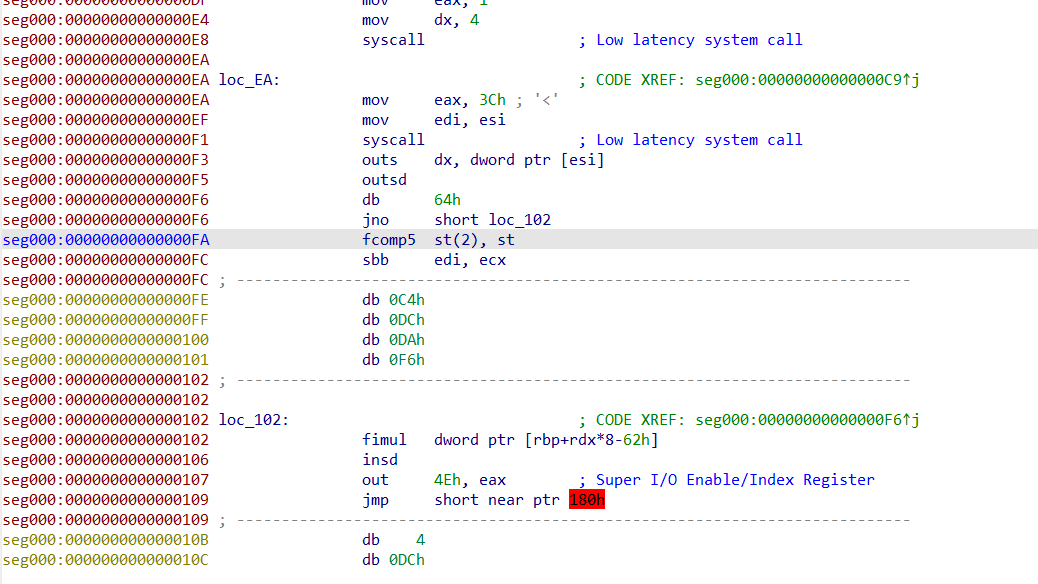 seg000:00000000000000DF mov eax, 1
seg000:00000000000000E4 mov dx, 4
seg000:00000000000000E8 syscall ; Low latency system call
seg000:00000000000000EA
seg000:00000000000000EA loc_EA: ; CODE XREF: seg000:00000000000000C9↑j
seg000:00000000000000EA mov eax, 3Ch ; '<'
seg000:00000000000000EF mov edi, esi
seg000:00000000000000F1 syscall ; Low latency system call
seg000:00000000000000F3 outs dx, dword ptr [esi]
seg000:00000000000000F5 outsd
seg000:00000000000000F6 db 64h
seg000:00000000000000F6 jno short loc_102
seg000:00000000000000FA fcomp5 st(2), st
seg000:00000000000000FC sbb edi, ecx
seg000:00000000000000FC ; ---------------------------------------------------------------------------
seg000:00000000000000FE db 0C4h
seg000:00000000000000FF db 0DCh
seg000:0000000000000100 db 0DAh
seg000:0000000000000101 db 0F6h
seg000:0000000000000102 ; ---------------------------------------------------------------------------
seg000:0000000000000102
seg000:0000000000000102 loc_102: ; CODE XREF: seg000:00000000000000F6↑j
seg000:0000000000000102 fimul dword ptr [rbp+rdx*8-62h]
seg000:0000000000000106 insd
seg000:0000000000000107 out 4Eh, eax ; Super I/O Enable/Index Register
seg000:0000000000000109 jmp short near ptr 180h
seg000:0000000000000109 ; ---------------------------------------------------------------------------
seg000:000000000000010B db 4
seg000:000000000000010C db 0DCh